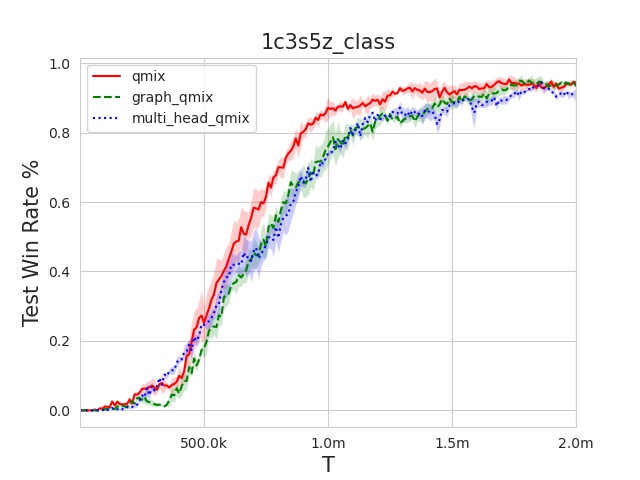 1c3s5z_class
qmix
graph_qmix
multi_head_qmix
Test Win Rate %
1.0
0.8
0.6
0.4
0.2
0.0
500.0k
1.0m
1.5m
2.0m
T